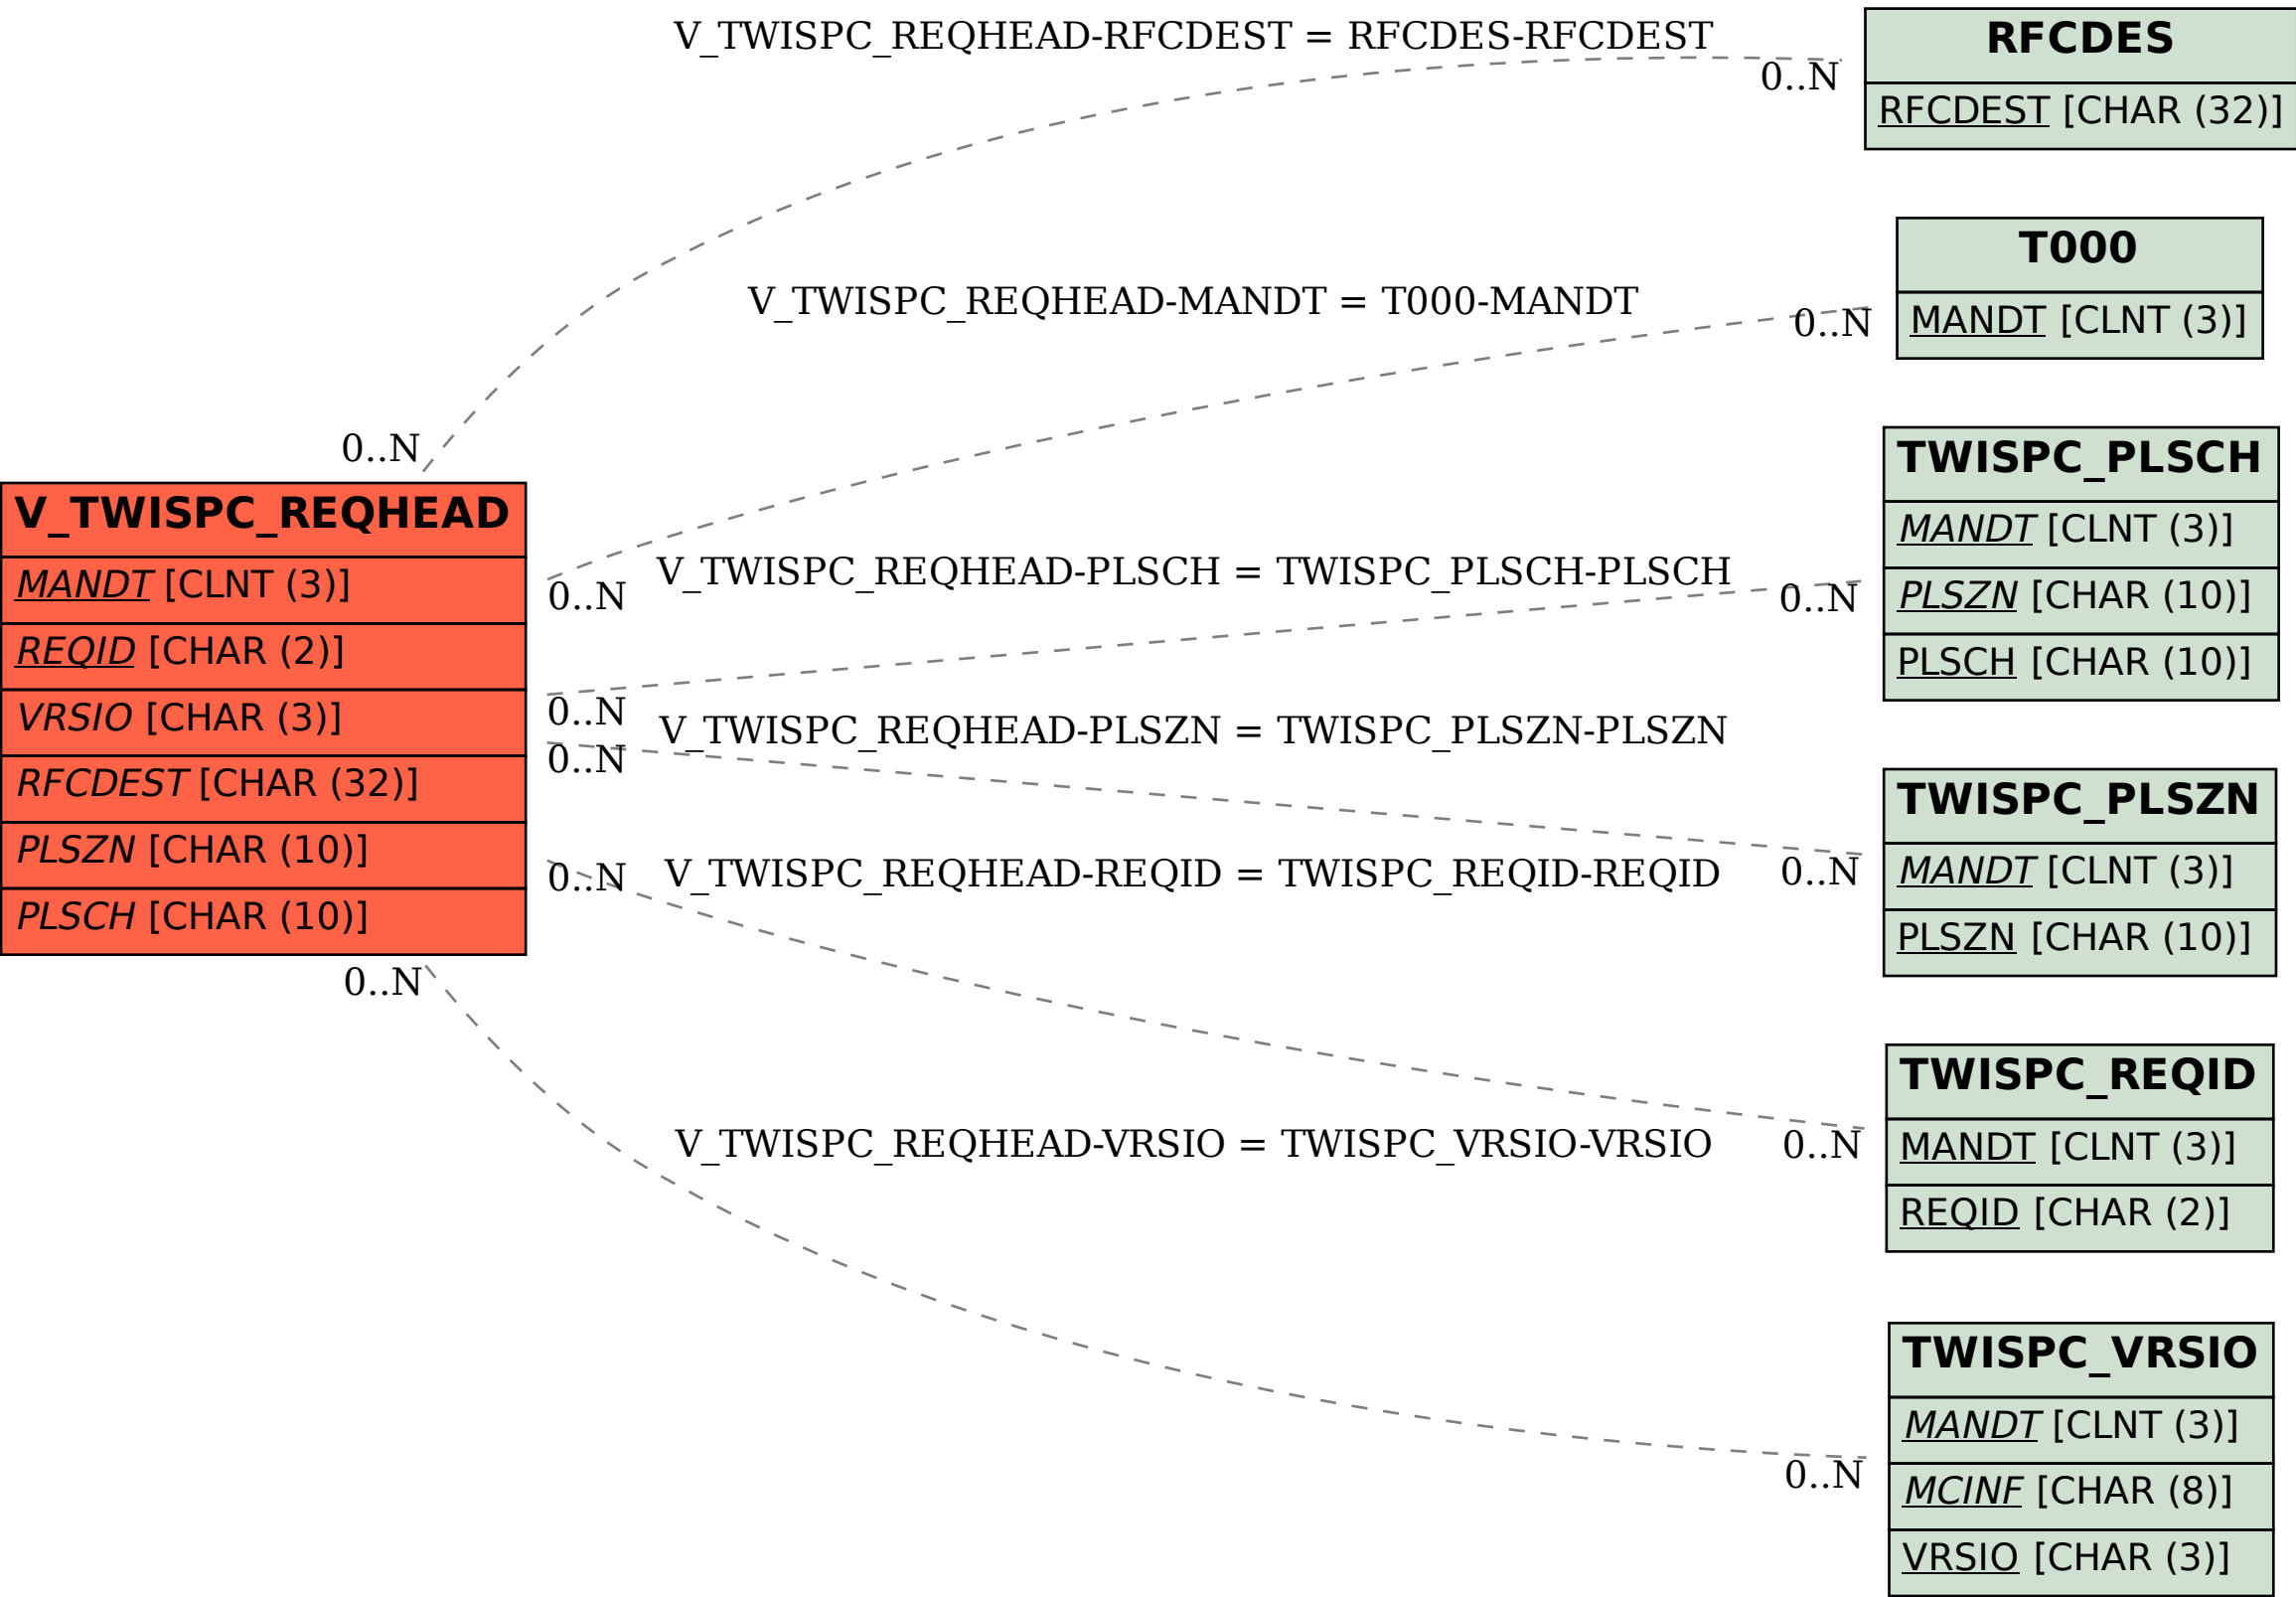 V_TWISPC_REQHEAD-RFCDEST = RFCDES-RFCDEST
0..N
0..N
RFCDES
RFCDEST [CHAR (32)]
V_TWISPC_REQHEAD-MANDT = T000-MANDT
0..N
0..N
T000
MANDT [CLNT (3)]
V_TWISPC_REQHEAD
MANDT [CLNT (3)]
REQID [CHAR (2)]
VRSIO [CHAR (3)]
RFCDEST [CHAR (32)]
PLSZN [CHAR (10)]
PLSCH [CHAR (10)]
V_TWISPC_REQHEAD-PLSCH = TWISPC_PLSCH-PLSCH
0..N
0..N
TWISPC_PLSCH
MANDT [CLNT (3)]
PLSZN [CHAR (10)]
PLSCH [CHAR (10)]
V_TWISPC_REQHEAD-PLSZN = TWISPC_PLSZN-PLSZN
0..N
0..N
TWISPC_PLSZN
MANDT [CLNT (3)]
PLSZN [CHAR (10)]
V_TWISPC_REQHEAD-REQID = TWISPC_REQID-REQID
0..N
0..N
TWISPC_REQID
MANDT [CLNT (3)]
REQID [CHAR (2)]
V_TWISPC_REQHEAD-VRSIO = TWISPC_VRSIO-VRSIO
0..N
0..N
TWISPC_VRSIO
MANDT [CLNT (3)]
MCINF [CHAR (8)]
VRSIO [CHAR (3)]